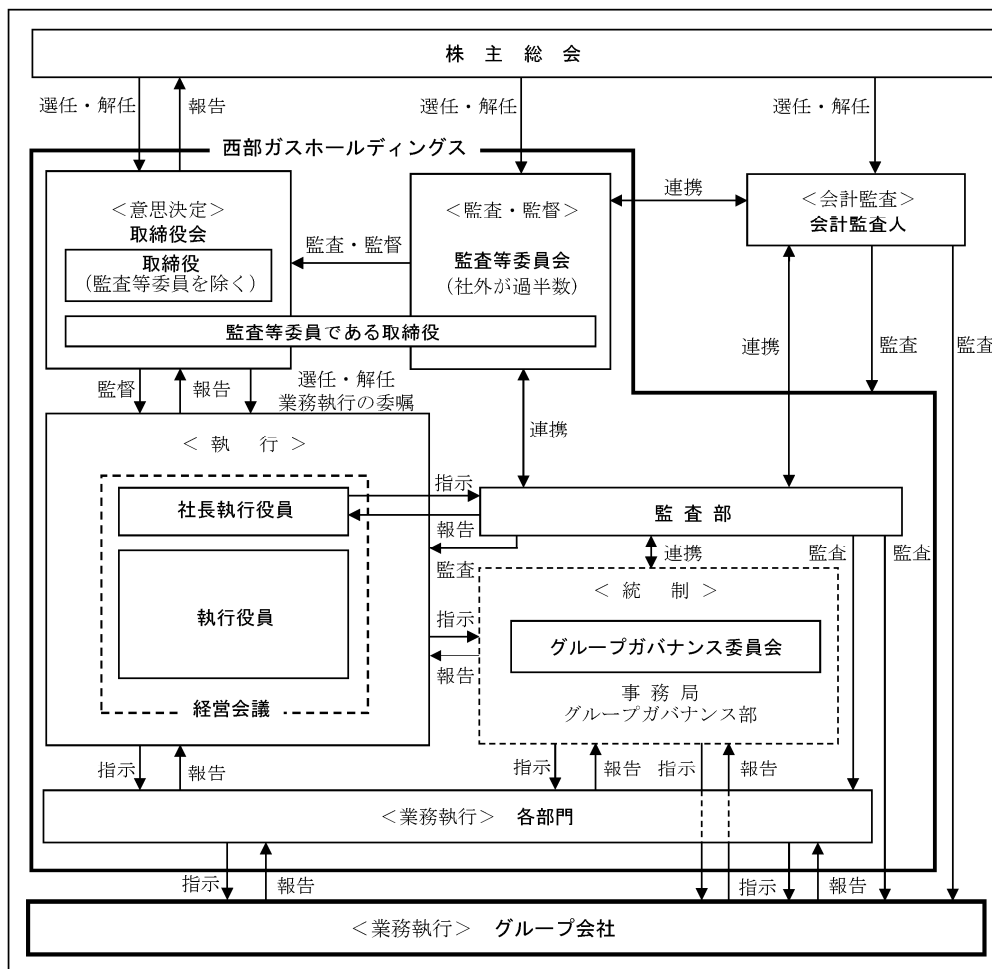 株 主 総 会
選任・解任
報告
選任・解任
選任・解任
西部ガスホールディングス
<意思決定>
取締役会
取締役
(監査等委員を除く)
監査・監督
<監査・監督>
監査等委員会
(社外が過半数)
連携
<会計監査>
会計監査人
監査等委員である取締役
連携
監査
監査
監督
報告
選任・解任
業務執行の委嘱
連携
<執 行>
社長執行役員
執行役員
経営会議
指示
報告
監査
監 査 部
連携
監査
監査
指示
報告
<統 制>
グループガバナンス委員会
事 務 局
グループガバナンス部
指示
報告
指示
報告
指示
報告
<業務執行> 各部門
指示
報告
指示
報告
<業務執行> グループ会社